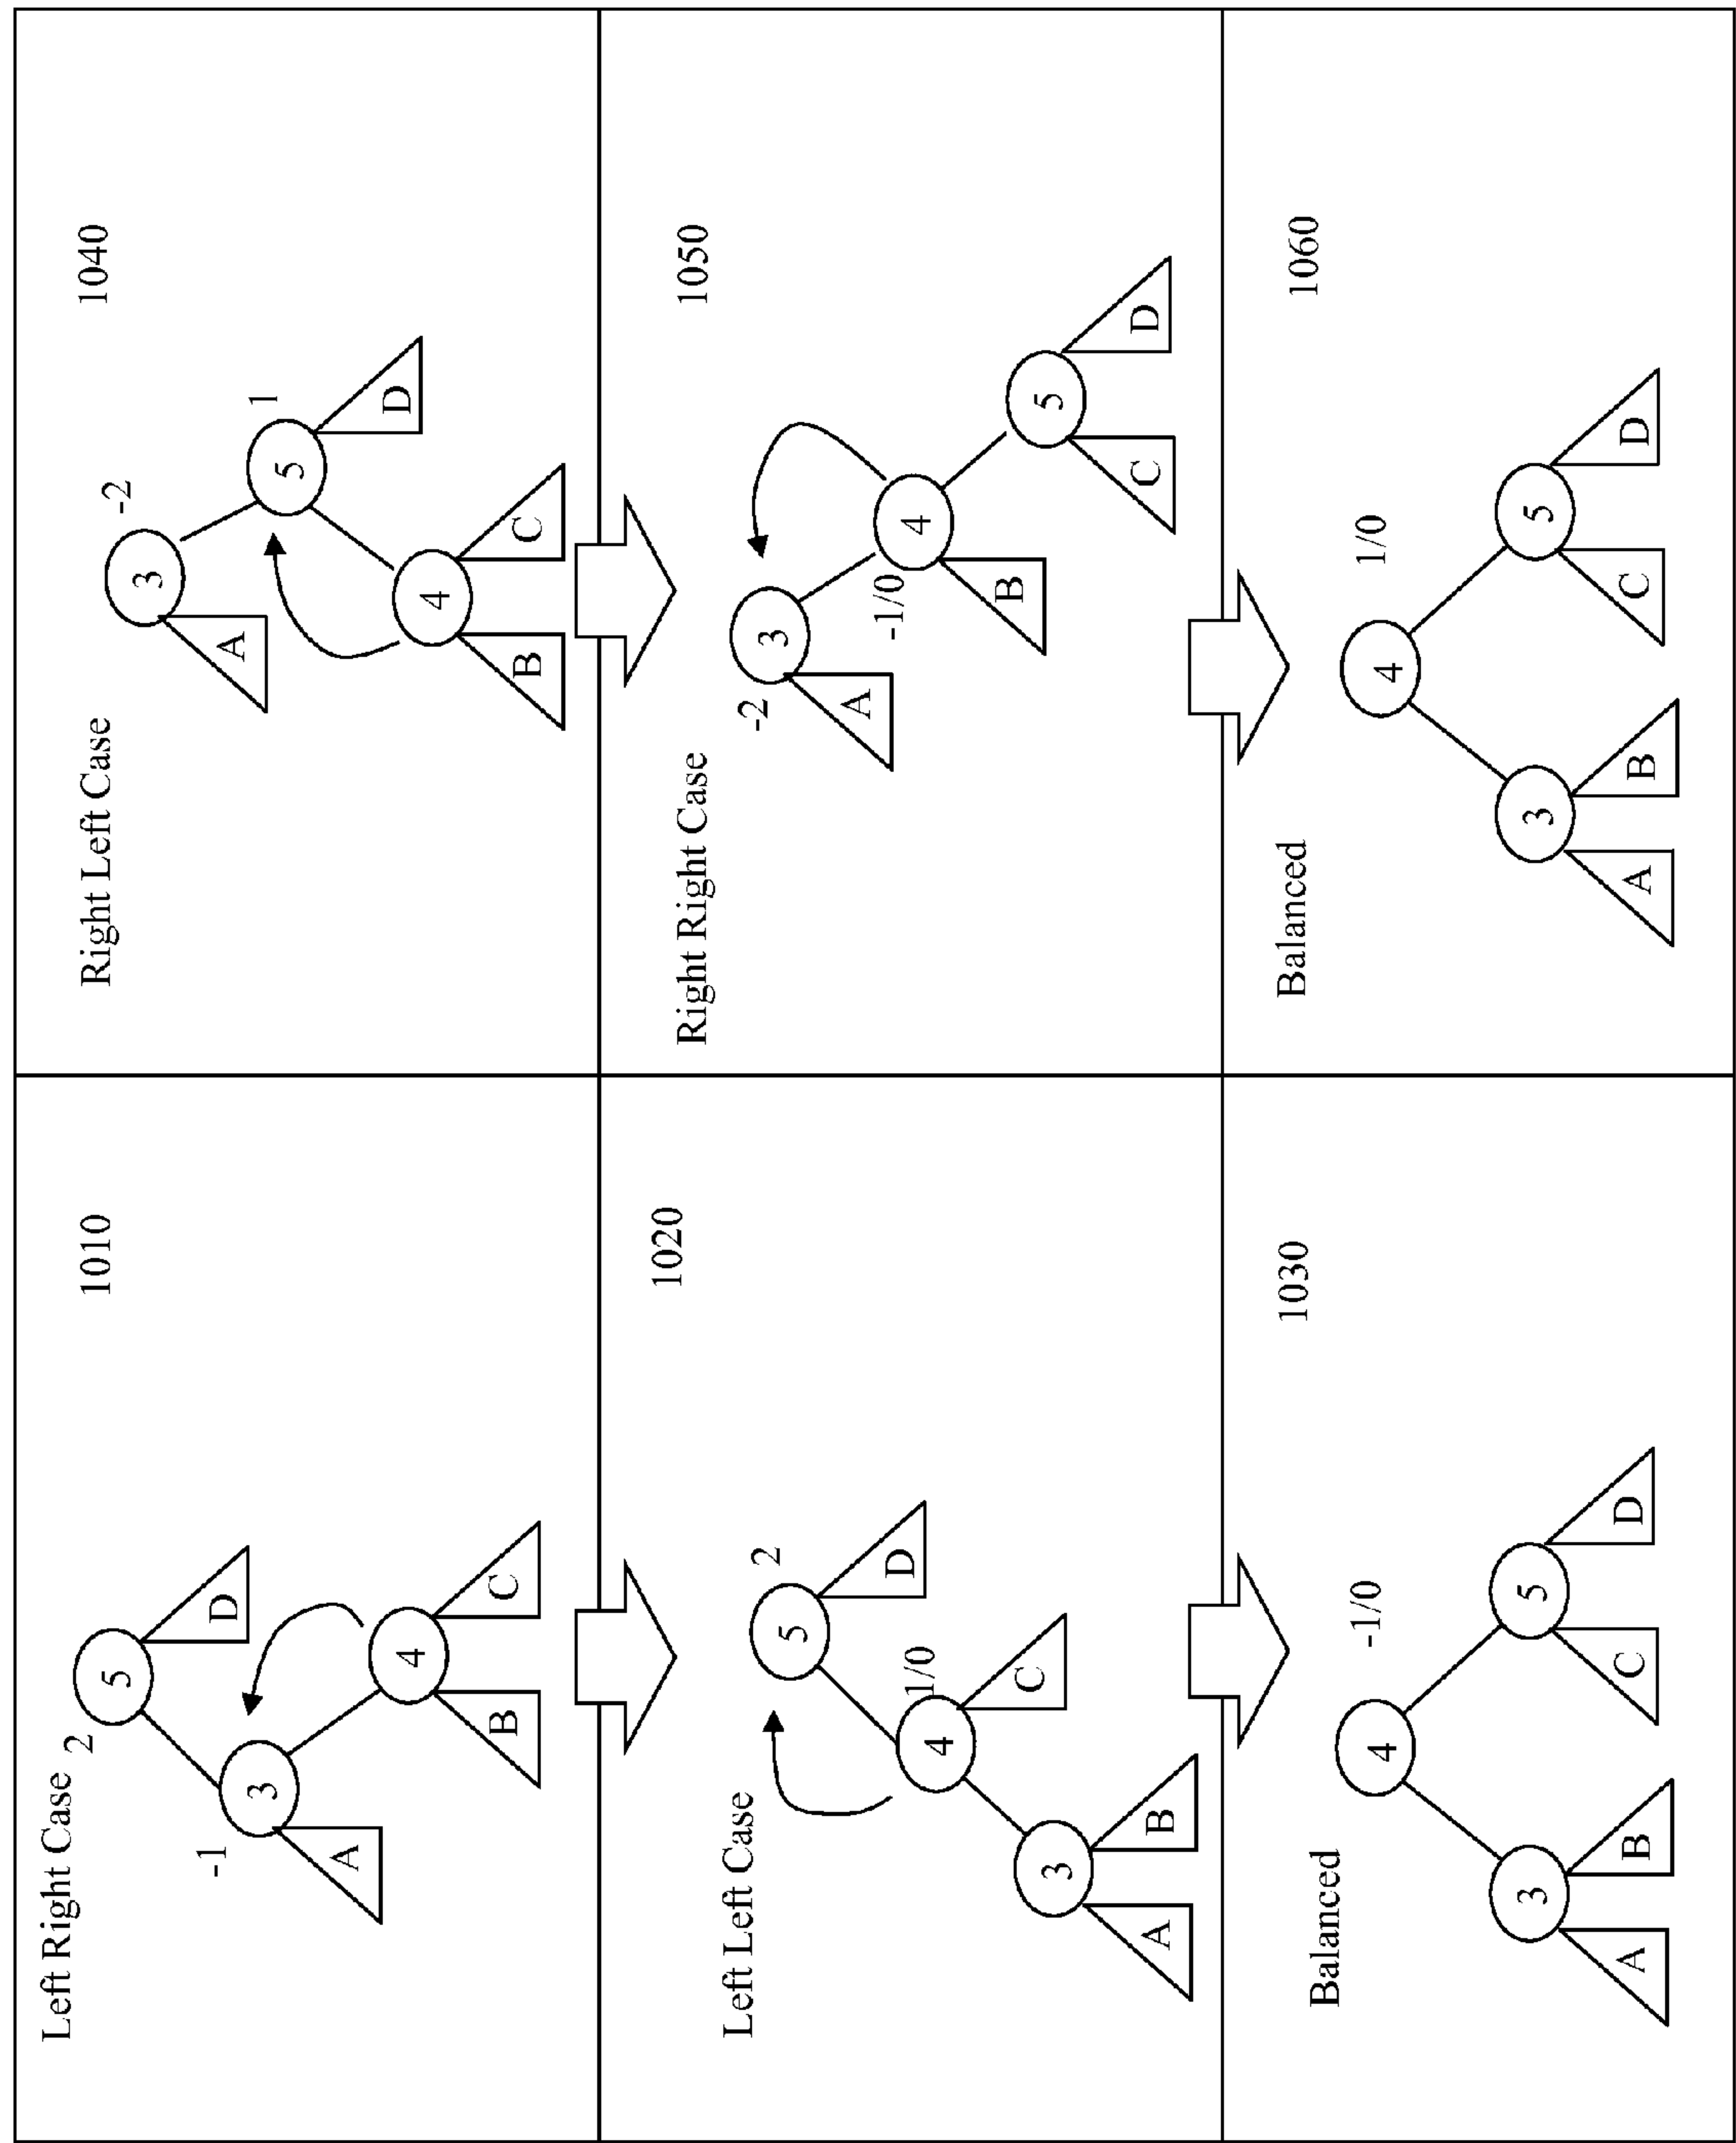 Left Right Case
2
1010
5
D
-1
3
A
4
B
C
Left Left Case
1020
5
2
D
4
1/0
C
3
A
B
Balanced
1030
4
-1/0
3
5
A
B
C
D
Right Left Case
1040
3
-2
A
5
1
D
4
B
C
Right Right Case
1050
-2
3
A
-1/0
4
B
5
C
D
Balanced
1060
4
1/0
3
5
A
B
C
D